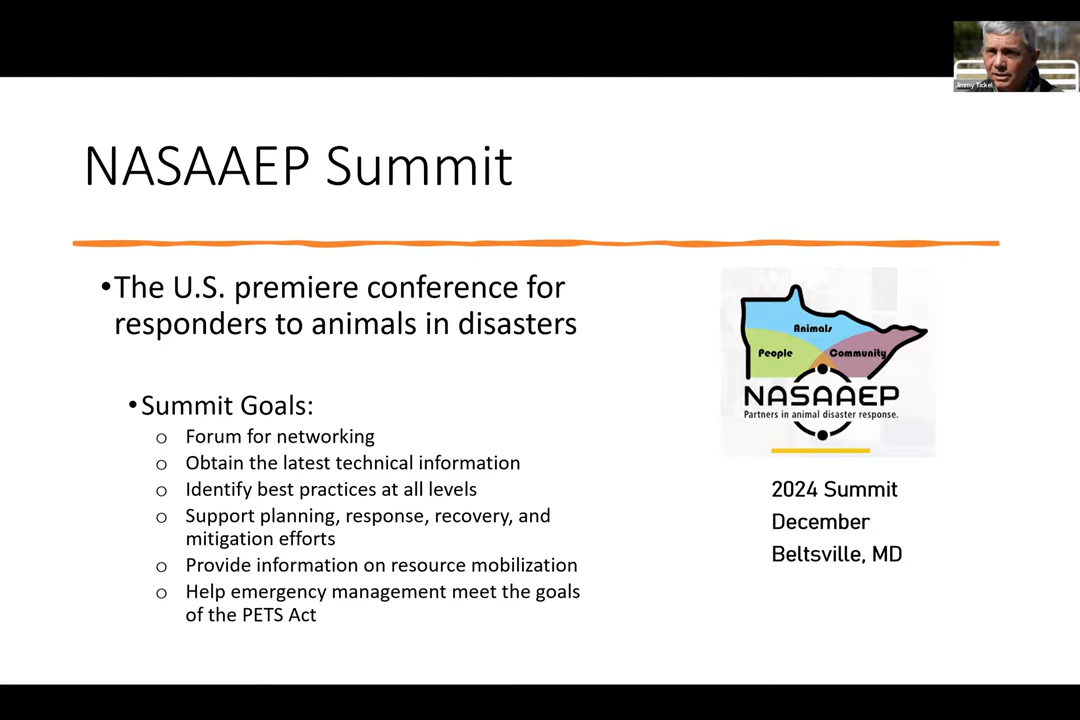 Jimmy Tickel
NASAAEP Summit
•The U.S. premiere conference for
responders to animals in disasters
•Summit Goals:
o Forum for networking
o Obtain the latest technical information
o Identify best practices at all levels
o Support planning, response, recovery, and
mitigation efforts
o Provide information on resource mobilization
o Help emergency management meet the goals
of the PETS Act
Animals
People
Community
NASAAEP
Partners in animal disaster response.
2024 Summit
December
Beltsville, MD